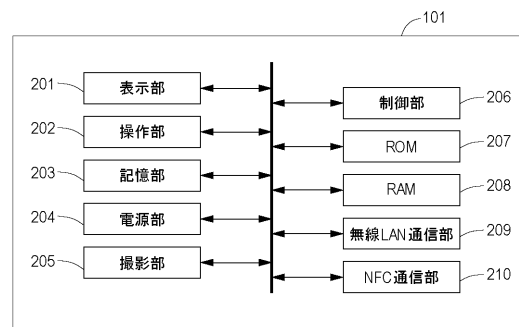 101
201 表示部
202 操作部
203 記憶部
204 電源部
205 撮影部
制御部 206
ROM 207
RAM 208
無線LAN通信部 209
NFC通信部 210